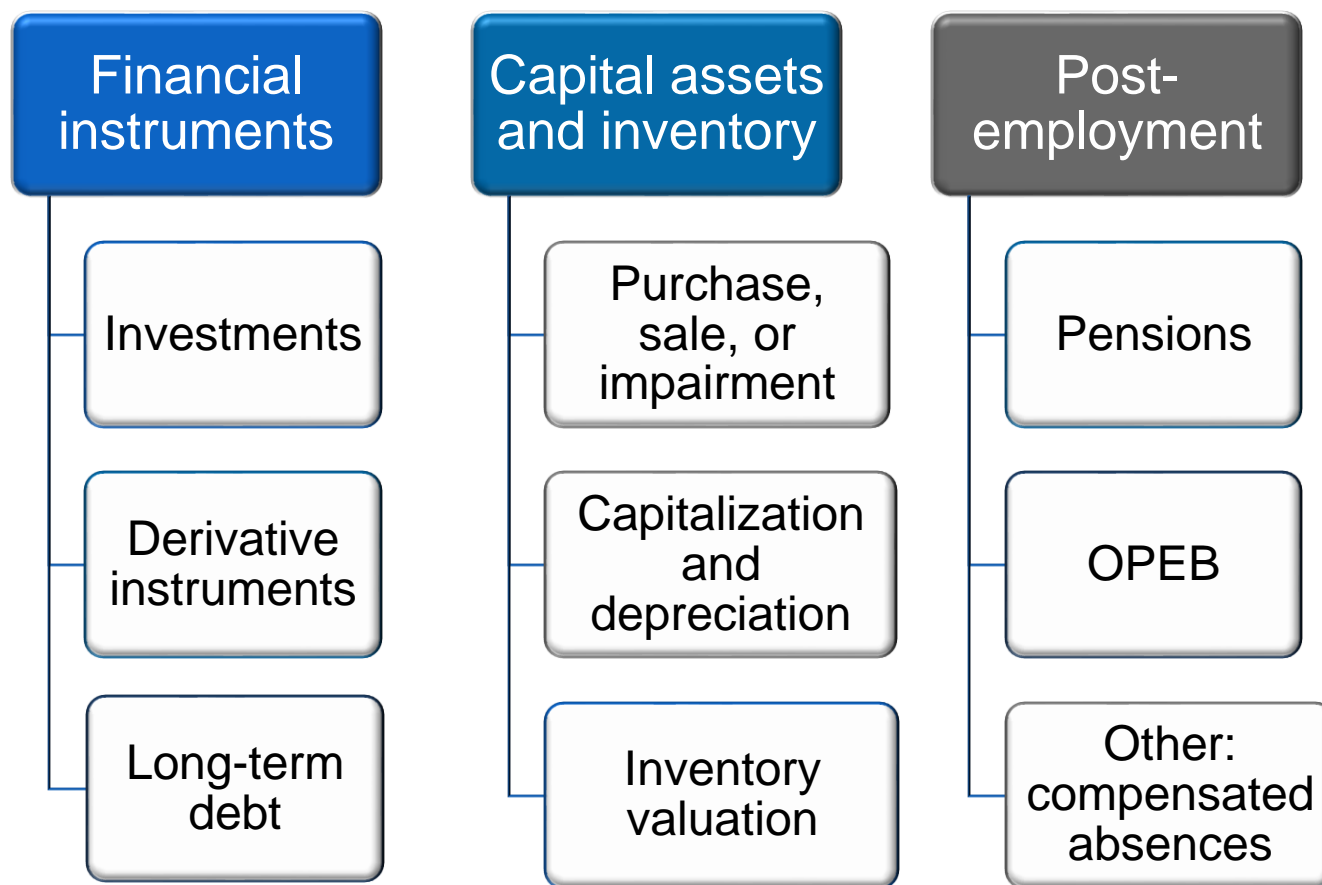 Financial
instruments
Investments
Derivative
instruments
Long-term
debt
Capital assets
and inventory
Purchase,
sale, or
impairment
Capitalization
and
depreciation
Inventory
valuation
Post-
employment
Pensions
OPEB
Other:
compensated
absences